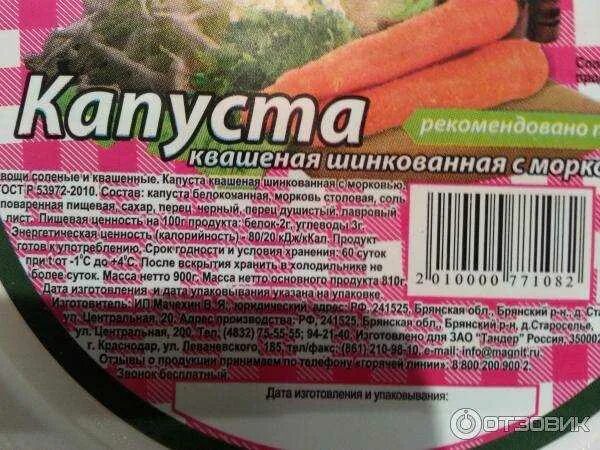 Капуста
рекомендовано
квашеная шинкованная с морко
Сос
про
вощи соленые и квашенные. Капуста квашеная шинкованная с морковью.
ГОСТ Р 53972-2010. Состав: капуста белокочанная, морковь столовая, соль
поваренная пищевая, сахар, перец черный, перец душистый, лавровый
лист. Пищевая ценность на 100г продукта: белок-2г, углеводы 3г.
Энергетическая ценность (калорийность) - 80/20 кДж/кКал. Продукт
готов к употреблению. Срок годности и условия хранения: 60 суток
при t от -1°С до +4°С. После вскрытия хранить в холодильнике не
более суток. Масса нетто 900г. Масса нетто основного продукта 810г.
Дата изготовления и дата упаковывания указана на упаковке.
2 010000 771082
Изготовитель: ИП Мачехин В. Я, юридический адрес: РФ, 241525, Брянская обл., Брянский р-н, д.
ул. Центральная, 20. Адрес производства: РФ, 241525, Брянская обл., Брянский р-н, д.Староселье,
ул. Центральная, 200. Тел. (4832) 75-55-55; 94-21-40. Изготовлено для ЗАО "Тандер" Россия, 35000
г. Краснодар, ул. Леваневского, 185, тел/факс: (861) 210-98-10, e-mail: info@magnit.ru
Отзывы о продукции принимаем по телефону «горячей линии»: 8 800 200 900 2.
Звонок бесплатный.
Дата изготовления и упаковывания:
ОТЗОВИК